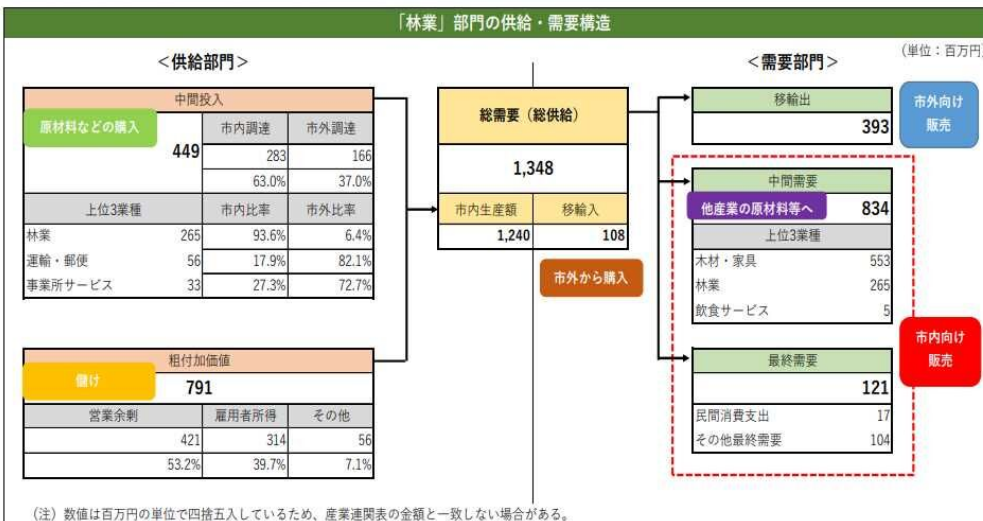 「林業」部門の供給・需要構造
(単位：百万円)
＜供給部門＞
＜需要部門＞
中間投入
原材料などの購入
449
市内調達 市外調達
283 166
63.0% 37.0%
上位3業種 市内比率 市外比率
林業 265 93.6% 6.4%
運輸・郵便 56 17.9% 82.1%
事業所サービス 33 27.3% 72.7%
粗付加価値
儲け
791
営業余剰 雇用者所得 その他
421 314 56
53.2% 39.7% 7.1%
総需要（総供給）
1,348
市内生産額 移輸入
1,240 108
市外から購入
移輸出
393
市外向け
販売
中間需要
他産業の原材料等へ 834
上位3業種
木材・家具 553
林業 265
飲食サービス 5
市内向け
販売
最終需要
121
民間消費支出 17
その他最終需要 104
（注）数値は百万円の単位で四捨五入しているため、産業連関表の金額と一致しない場合がある。